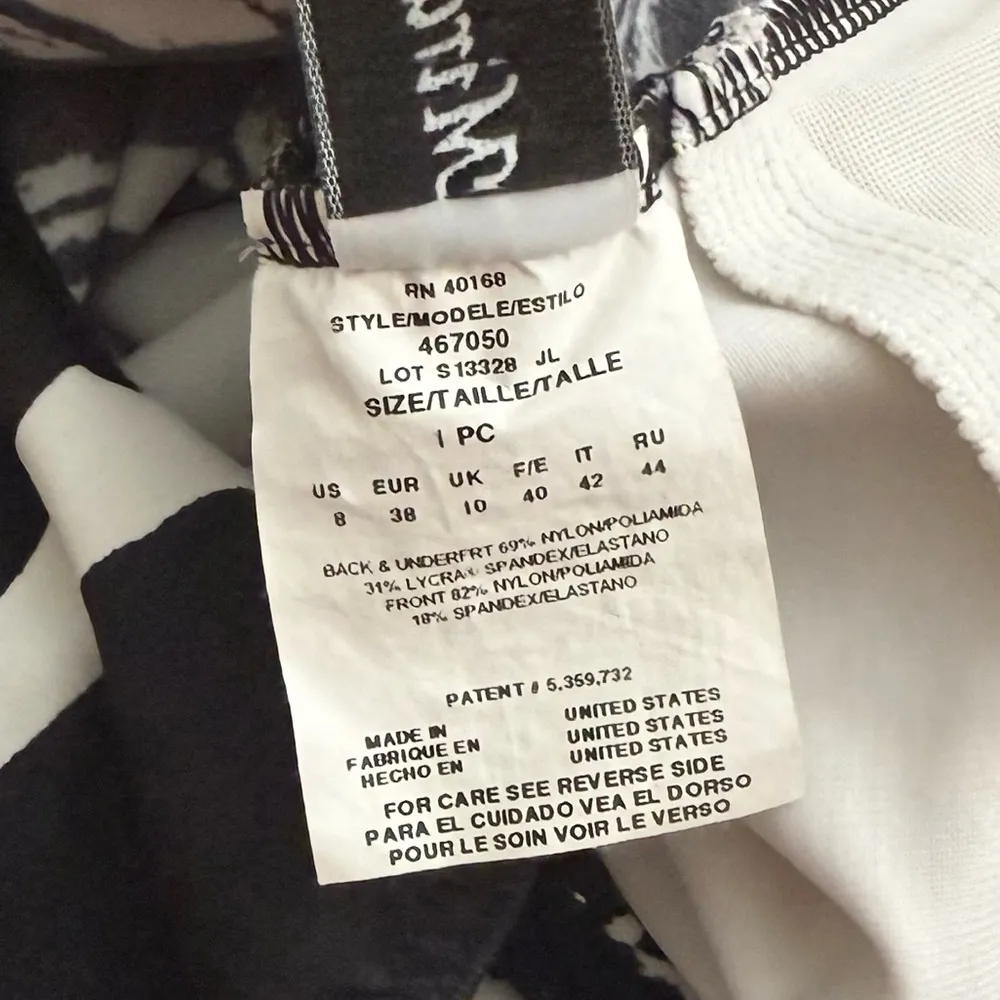 RN 40168
STYLE/MODELE/ESTILO
467050
LOT S13328 JL
SIZE/TAILLE/TALLE
1 PC
US EUR UK F/E IT RU
8 38 10 40 42 44
BACK & UNDERFRT 69% NYLON/POLIAMIDA
31% LYCRA SPANDEX/ELASTANO
FRONT 82% NYLON/POLIAMIDA
18% SPANDEX/ELASTANO
PATENT # 5,359,732
MADE IN UNITED STATES
FABRIQUE EN UNITED STATES
HECHO EN UNITED STATES
FOR CARE SEE REVERSE SIDE
PARA EL CUIDADO VEA EL DORSO
POUR LE SOIN VOIR LE VERSO